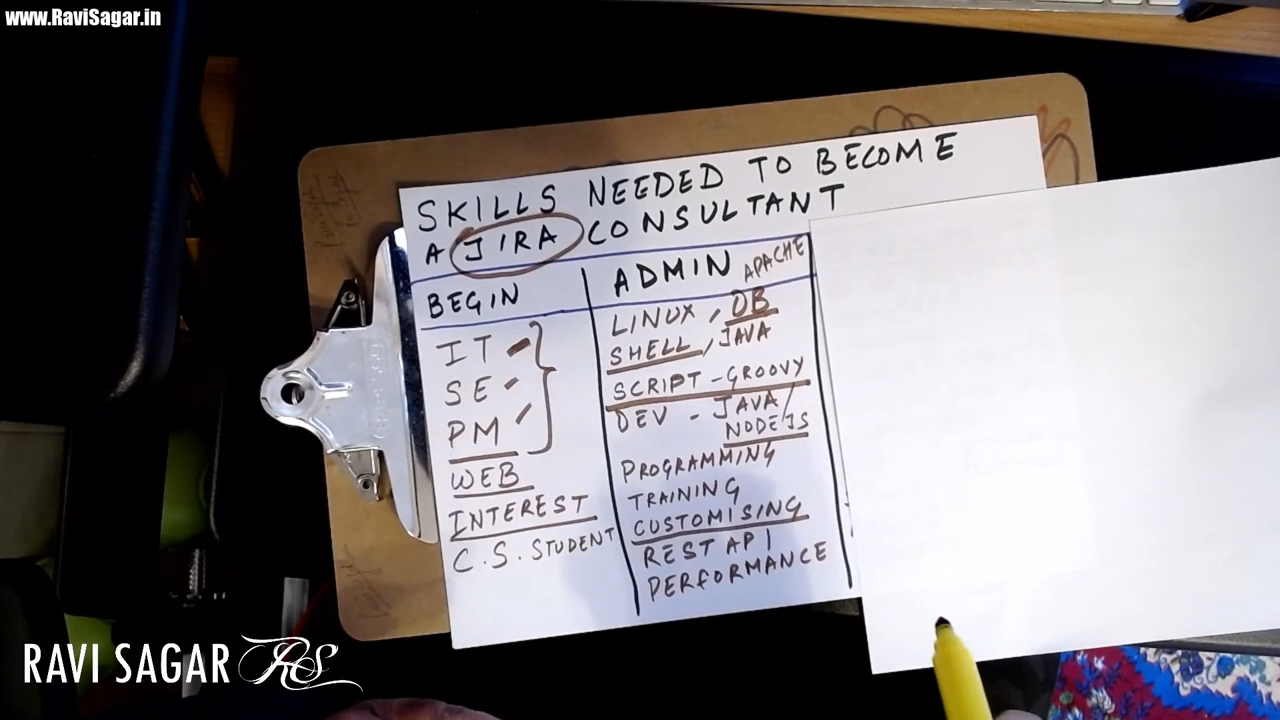 www.RaviSagar.in
SKILLS NEEDED TO BECOME
A JIRA CONSULTANT
BEGIN
IT
SE
PM
WEB
INTEREST
C.S. STUDENT
ADMIN APACHE
LINUX, DB
SHELL, JAVA
SCRIPT - GROOVY
DEV - JAVA/
NODEJS
PROGRAMMING
TRAINING
CUSTOMISING
REST API
PERFORMANCE
RAVI SAGAR RS